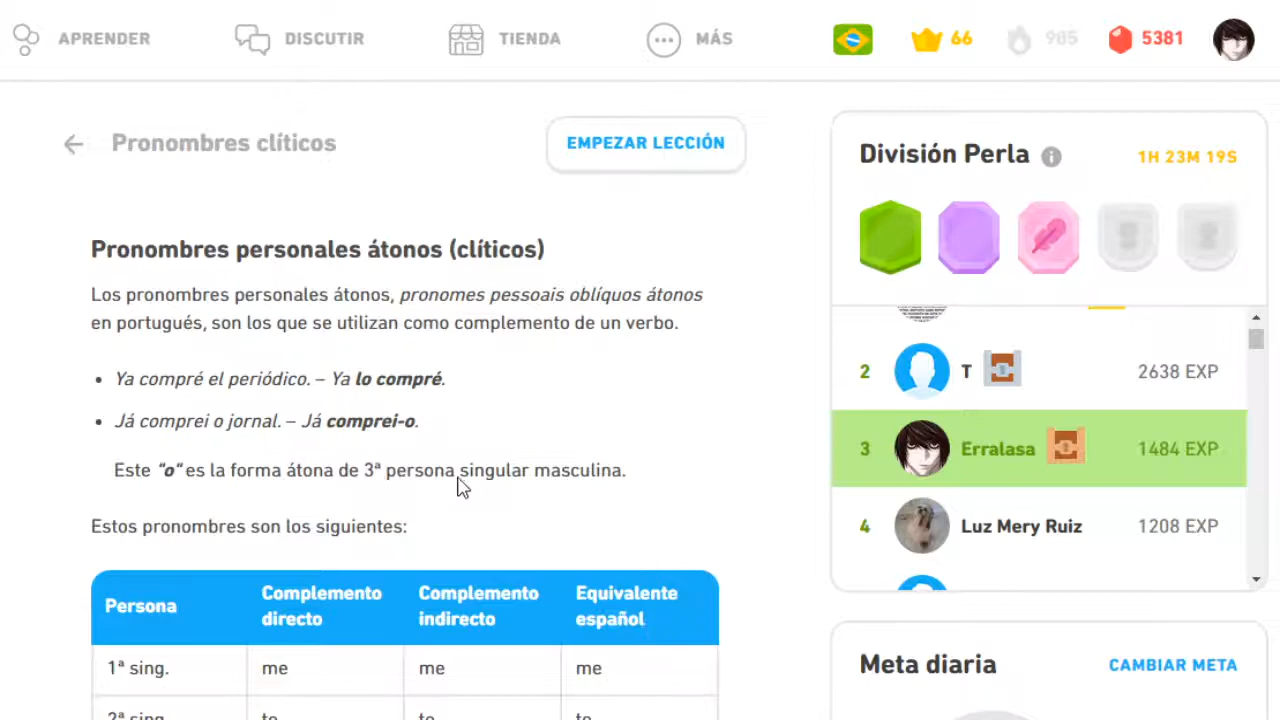 APRENDER
DISCUTIR
TIENDA
MÁS
66
985
5381
Pronombres clíticos
EMPEZAR LECCIÓN
Pronombres personales átonos (clíticos)
Los pronombres personales átonos, pronomes pessoais oblíquos átonos
en portugués, son los que se utilizan como complemento de un verbo.
• Ya compré el periódico. – Ya lo compré.
• Já comprei o jornal. – Já comprei-o.
Este "o" es la forma átona de 3ª persona singular masculina.
Estos pronombres son los siguientes:
Persona
Complemento directo
Complemento indirecto
Equivalente español
1ª sing.
me
me
me
2ª sing.
te
te
te
División Perla
1H 23M 19S
2 T 2638 EXP
3 Erralasa 1484 EXP
4 Luz Mery Ruiz 1208 EXP
Meta diaria
CAMBIAR META